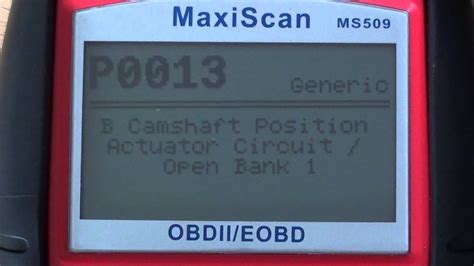 MaxiScan MS509
P0013 Generic
B Camshaft Position
Actuator Circuit /
Open Bank 1
OBDII/EOBD